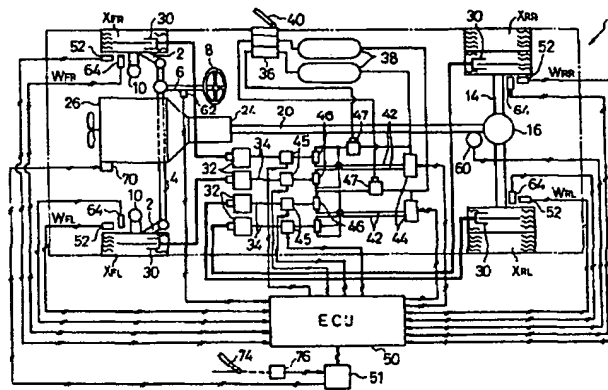 XFR 30 40 XRR
52 64 2 8 36 38 30 52
WFR 10 6 WRR
26 62 24 20 46 47 14 64 16
32 34 45 42 60
70 4 47
10 32 34 64
WFL 64 2 45 46 42 44 WRL
52 52
30 30
XFL XRL
ECU
50
74 76 51